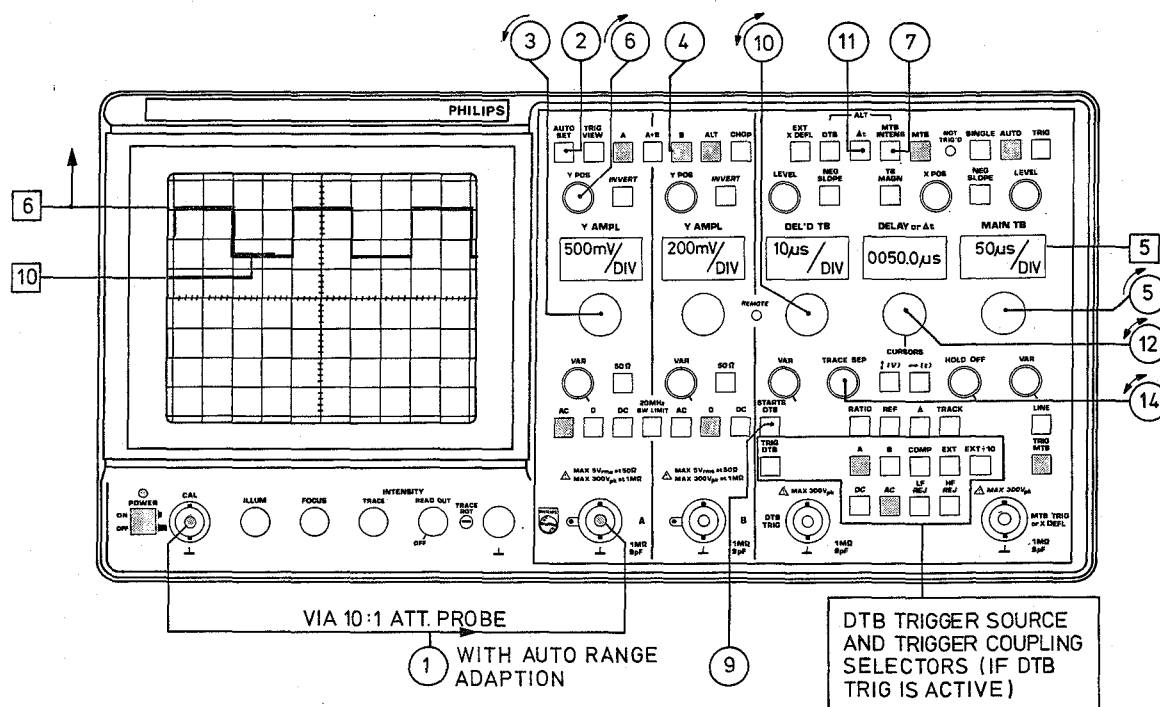 3
2
6
4
10
11
7
PHILIPS
ALT
AUTO SET
TRIG VIEW
A
A+B
B
ALT
CHOP
EXT X DEFL
DTB
Δt
MTB INTENS
MTB
NOT TRIG'D
SINGLE
AUTO
TRIG
Y POS
INVERT
Y POS
INVERT
LEVEL
NEG SLOPE
TB MAGN
X POS
NEG SLOPE
LEVEL
6
10
Y AMPL
Y AMPL
DEL'D TB
DELAY or Δt
MAIN TB
500mV/DIV
200mV/DIV
10µs/DIV
0050.0µs
50µs/DIV
5
REMOTE
5
12
CURSORS
VAR
50Ω
VAR
50Ω
VAR
TRACE SEP
↕(V)
↔(t)
HOLD OFF
VAR
14
AC
0
DC
20MHz BW LIMIT
AC
0
DC
STARTS DTB
RATIO
REF
Δ
TRACK
LINE
TRIG DTB
A
B
COMP
EXT
EXT÷10
TRIG MTB
MAX 5Vrms at 50Ω
MAX 300Vpk at 1MΩ
MAX 5Vrms at 50Ω
MAX 300Vpk at 1MΩ
DC
AC
LF REJ
HF REJ
MAX 300Vpk
MAX 300Vpk
POWER
ON
OFF
CAL
ILLUM
FOCUS
INTENSITY
TRACE
READ OUT
OFF
TRACE ROT
A
1MΩ
9pF
B
1MΩ
9pF
DTB TRIG
1MΩ
9pF
MTB TRIG or X DEFL
1MΩ
9pF
VIA 10:1 ATT. PROBE
1
WITH AUTO RANGE
ADAPTION
9
DTB TRIGGER SOURCE
AND TRIGGER COUPLING
SELECTORS (IF DTB
TRIG IS ACTIVE)